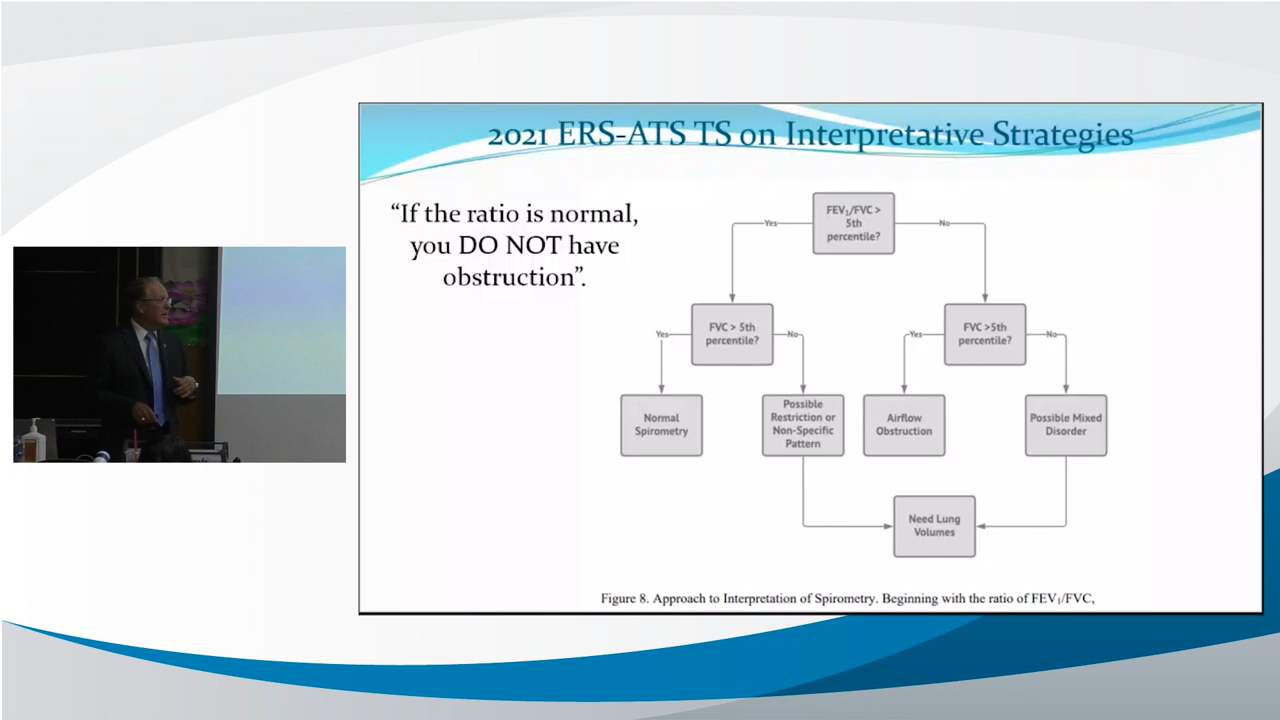 2021 ERS-ATS TS on Interpretative Strategies
“If the ratio is normal,
you DO NOT have
obstruction”.
FEV₁/FVC >
5th
percentile?
Yes
No
FVC > 5th
percentile?
FVC >5th
percentile?
Yes
No
Yes
No
Normal
Spirometry
Possible
Restriction or
Non-Specific
Pattern
Airflow
Obstruction
Possible Mixed
Disorder
Need Lung
Volumes
Figure 8. Approach to Interpretation of Spirometry. Beginning with the ratio of FEV₁/FVC,